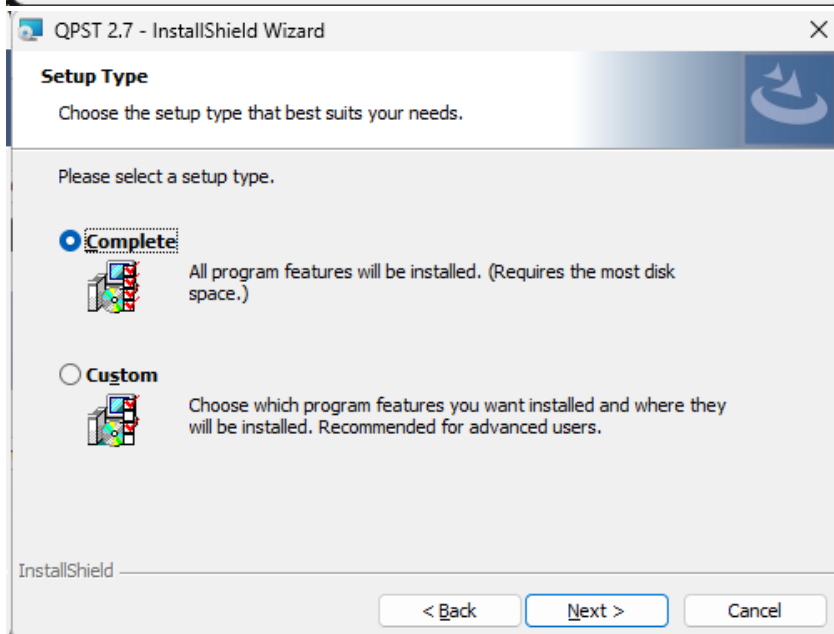 QPST 2.7 - InstallShield Wizard
Setup Type
Choose the setup type that best suits your needs.
Please select a setup type.
Complete
All program features will be installed. (Requires the most disk
space.)
Custom
Choose which program features you want installed and where they
will be installed. Recommended for advanced users.
InstallShield
< Back Next > Cancel